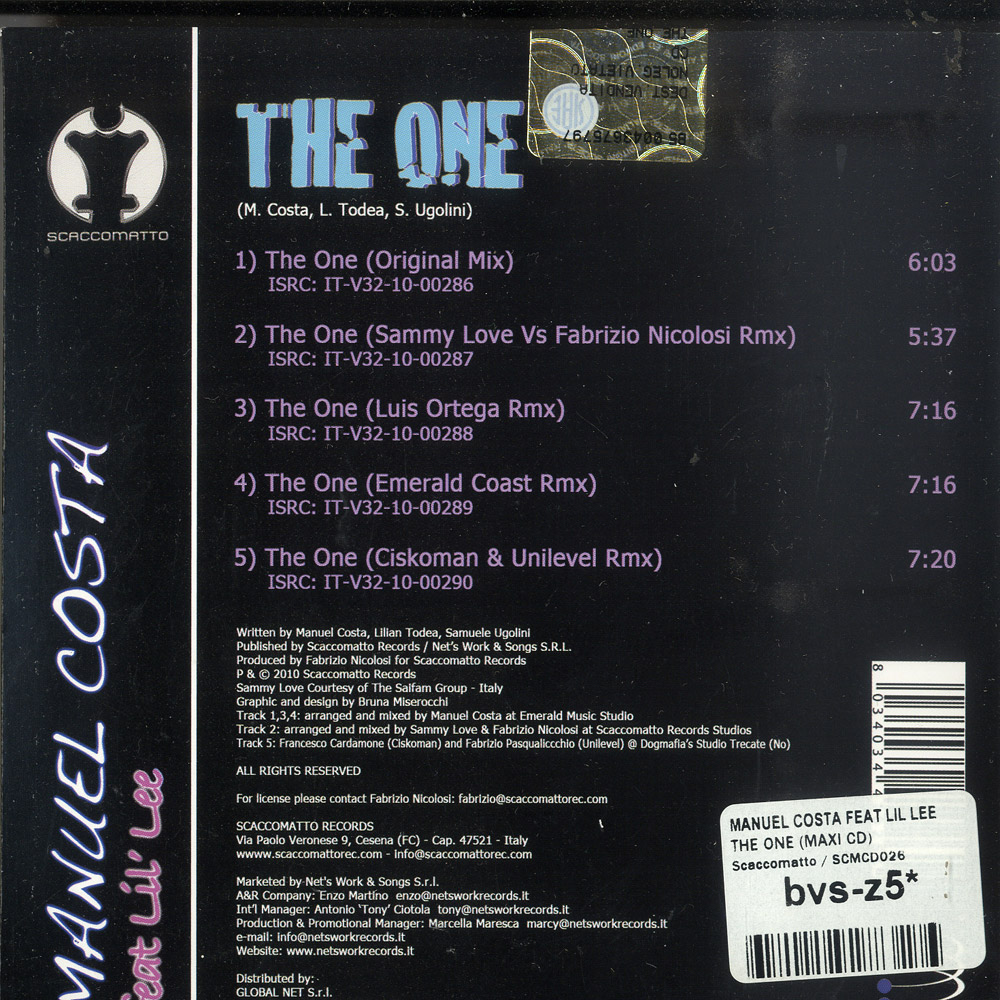 THE ONE
(M. Costa, L. Todea, S. Ugolini)
1) The One (Original Mix) 6:03
ISRC: IT-V32-10-00286
2) The One (Sammy Love Vs Fabrizio Nicolosi Rmx) 5:37
ISRC: IT-V32-10-00287
3) The One (Luis Ortega Rmx) 7:16
ISRC: IT-V32-10-00288
4) The One (Emerald Coast Rmx) 7:16
ISRC: IT-V32-10-00289
5) The One (Ciskoman & Unilevel Rmx) 7:20
ISRC: IT-V32-10-00290
Written by Manuel Costa, Lilian Todea, Samuele Ugolini
Published by Scaccomatto Records / Net's Work & Songs S.R.L.
Produced by Fabrizio Nicolosi for Scaccomatto Records
P & © 2010 Scaccomatto Records
Sammy Love Courtesy of The Saifam Group - Italy
Graphic and design by Bruna Miserocchi
Track 1,3,4: arranged and mixed by Manuel Costa at Emerald Music Studio
Track 2: arranged and mixed by Sammy Love & Fabrizio Nicolosi at Scaccomatto Records Studios
Track 5: Francesco Cardamone (Ciskoman) and Fabrizio Pasqualiccchio (Unilevel) @ Dogmafia's Studio Trecate (No)
ALL RIGHTS RESERVED
For license please contact Fabrizio Nicolosi: fabrizio@scaccomattorec.com
SCACCOMATTO RECORDS
Via Paolo Veronese 9, Cesena (FC) - Cap. 47521 - Italy
wwww.scaccomattorec.com - info@scaccomattorec.com
Marketed by Net's Work & Songs S.r.l.
A&R Company: Enzo Martino enzo@netsworkrecords.it
Int'l Manager: Antonio 'Tony' Ciotola tony@netsworkrecords.it
Production & Promotional Manager: Marcella Maresca marcy@networkrecords.it
e-mail: info@netsworkrecords.it
Website: www.netsworkrecords.it
Distributed by:
GLOBAL NET S.r.l.
SCACCOMATTO
MANUEL COSTA
feat Lil' Lee
THE ONE
CD
NOLEG.VIETATO
DEST VENDITA
8 034034
MANUEL COSTA FEAT LIL LEE
THE ONE (MAXI CD)
Scaccomatto / SCMCD026
bvs-z5*